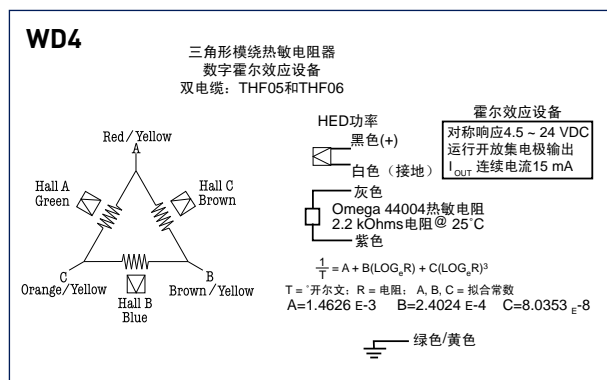 WD4
三角形模绕热敏电阻器
数字霍尔效应设备
双电缆：THF05和THF06
Red/Yellow
A
Hall A
Green
Hall C
Brown
C
Orange/Yellow
B
Brown/Yellow
Hall B
Blue
HED功率
黑色(+)
白色（接地）
霍尔效应设备
对称响应4.5 ~ 24 VDC
运行开放集电极输出
I_OUT 连续电流15 mA
灰色
Omega 44004热敏电阻
2.2 kOhms电阻@ 25°C
紫色
1/T = A + B(LOG_eR) + C(LOG_eR)³
T = °开尔文；R = 电阻；A, B, C = 拟合常数
A=1.4626 E-3 B=2.4024 E-4 C=8.0353 E-8
绿色/黄色